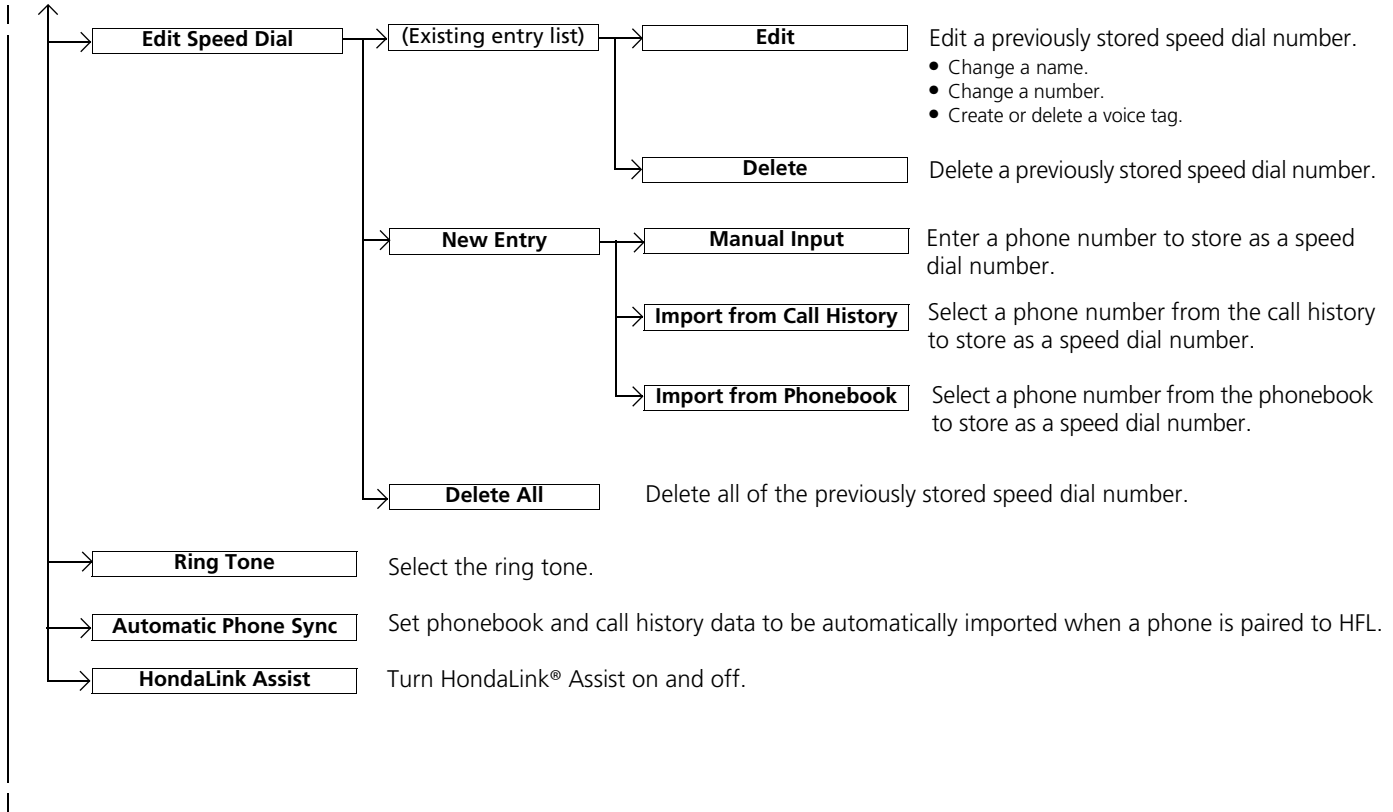 Edit Speed Dial
(Existing entry list)
Edit
Edit a previously stored speed dial number.
● Change a name.
● Change a number.
● Create or delete a voice tag.
Delete
Delete a previously stored speed dial number.
New Entry
Manual Input
Enter a phone number to store as a speed
dial number.
Import from Call History
Select a phone number from the call history
to store as a speed dial number.
Import from Phonebook
Select a phone number from the phonebook
to store as a speed dial number.
Delete All
Delete all of the previously stored speed dial number.
Ring Tone
Select the ring tone.
Automatic Phone Sync
Set phonebook and call history data to be automatically imported when a phone is paired to HFL.
HondaLink Assist
Turn HondaLink® Assist on and off.